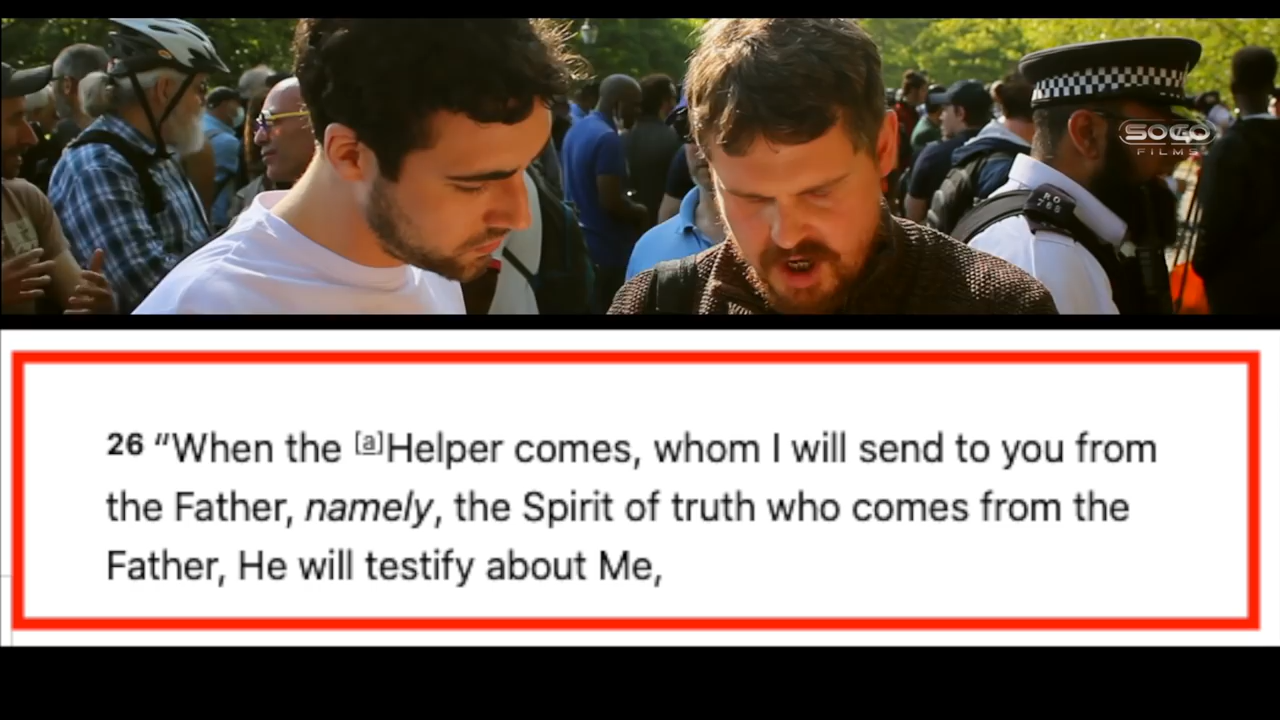 SOGO
FILMS
26 “When the [a]Helper comes, whom I will send to you from
the Father, namely, the Spirit of truth who comes from the
Father, He will testify about Me,